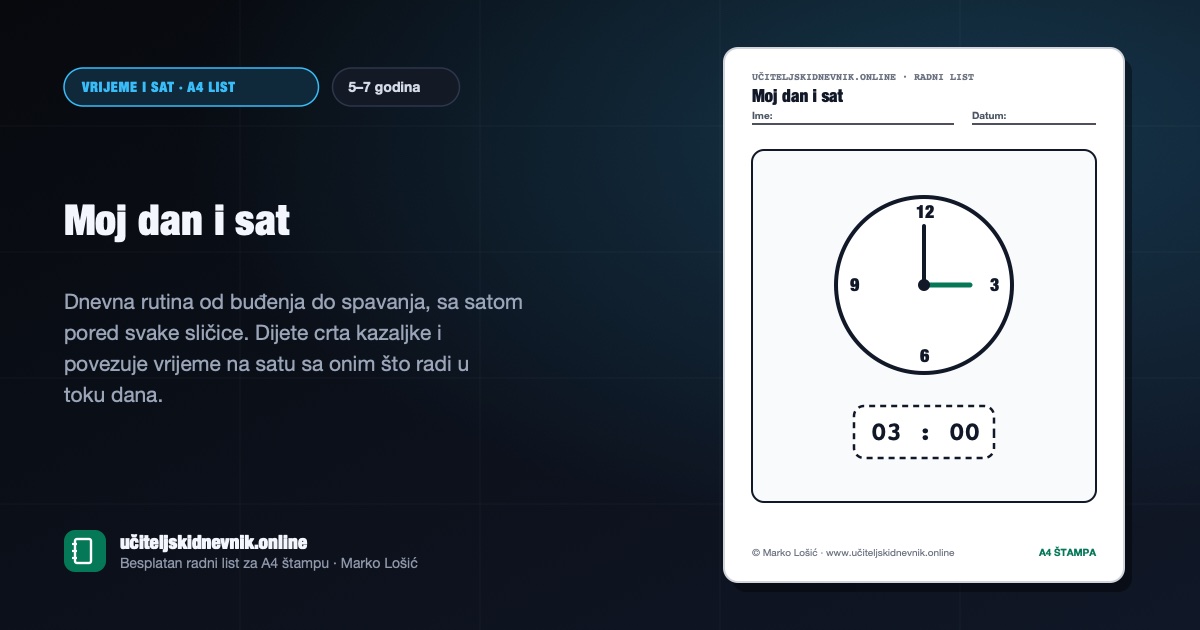 VRIJEME I SAT · A4 LIST
5–7 godina
Moj dan i sat
Dnevna rutina od buđenja do spavanja, sa satom
pored svake sličice. Dijete crta kazaljke i
povezuje vrijeme na satu sa onim što radi u
toku dana.
učiteljskidnevnik.online
Besplatan radni list za A4 štampu · Marko Lošić
UČITELJSKIDNEVNIK.ONLINE · RADNI LIST
Moj dan i sat
Ime: Datum:
12
9 3
6
03 : 00
© Marko Lošić · www.učiteljskidnevnik.online
A4 ŠTAMPA